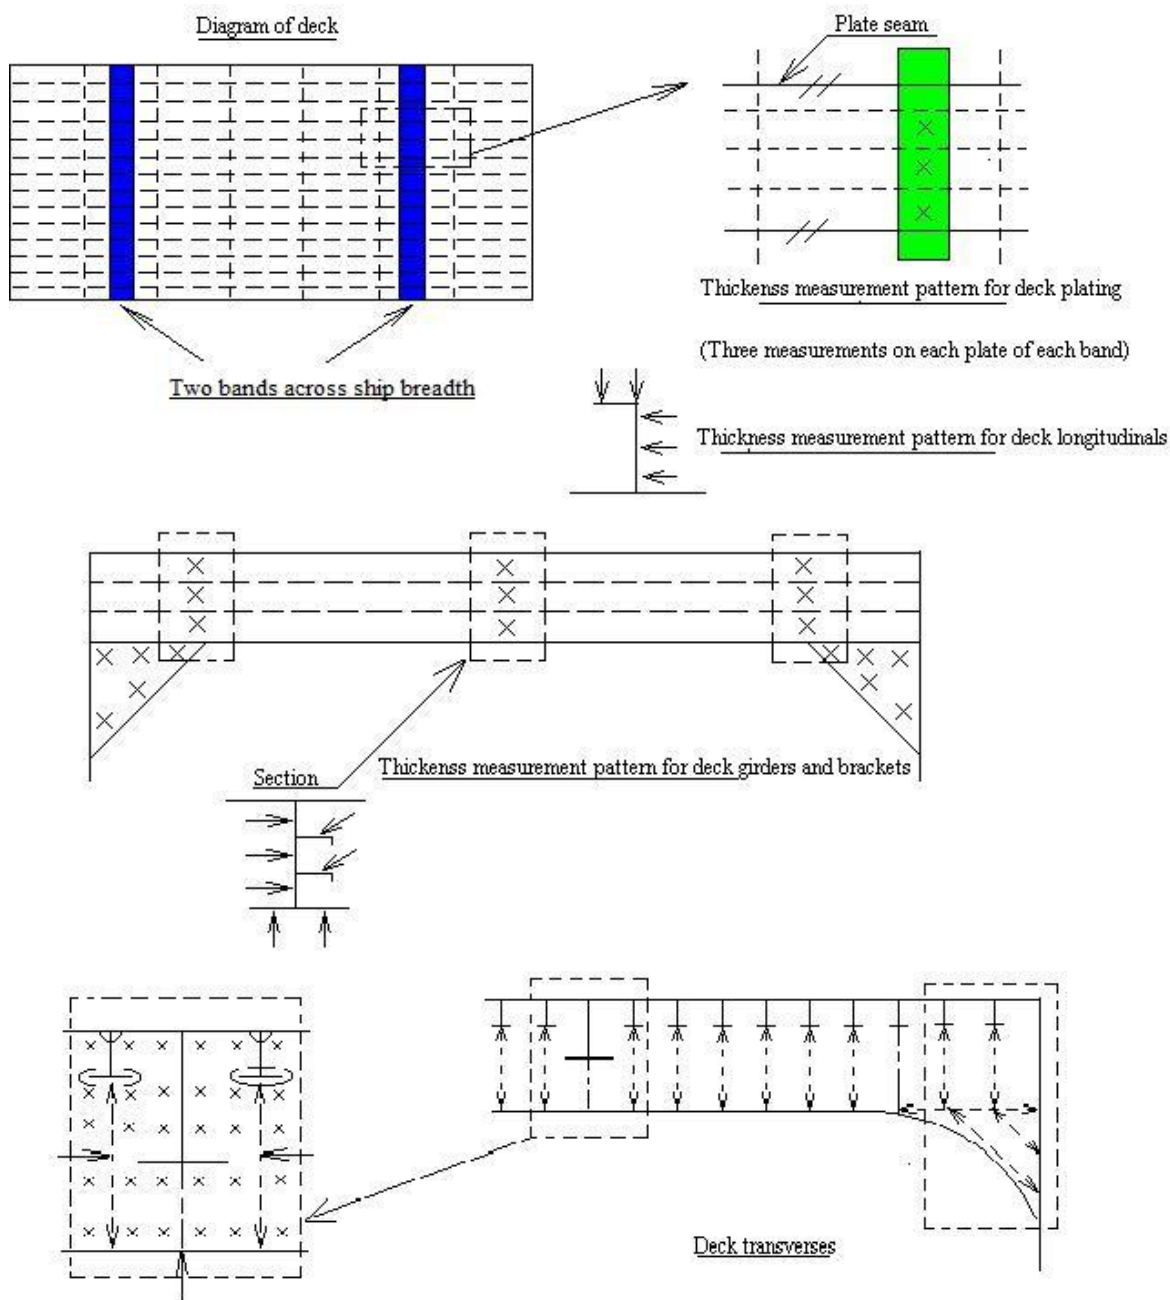 Diagram of deck
Plate seam
Thickenss measurement pattern for deck plating
(Three measurements on each plate of each band)
Two bands across ship breadth
Thickness measurement pattern for deck longitudinals
Section
Thickenss measurement pattern for deck girders and brackets
Deck transverses